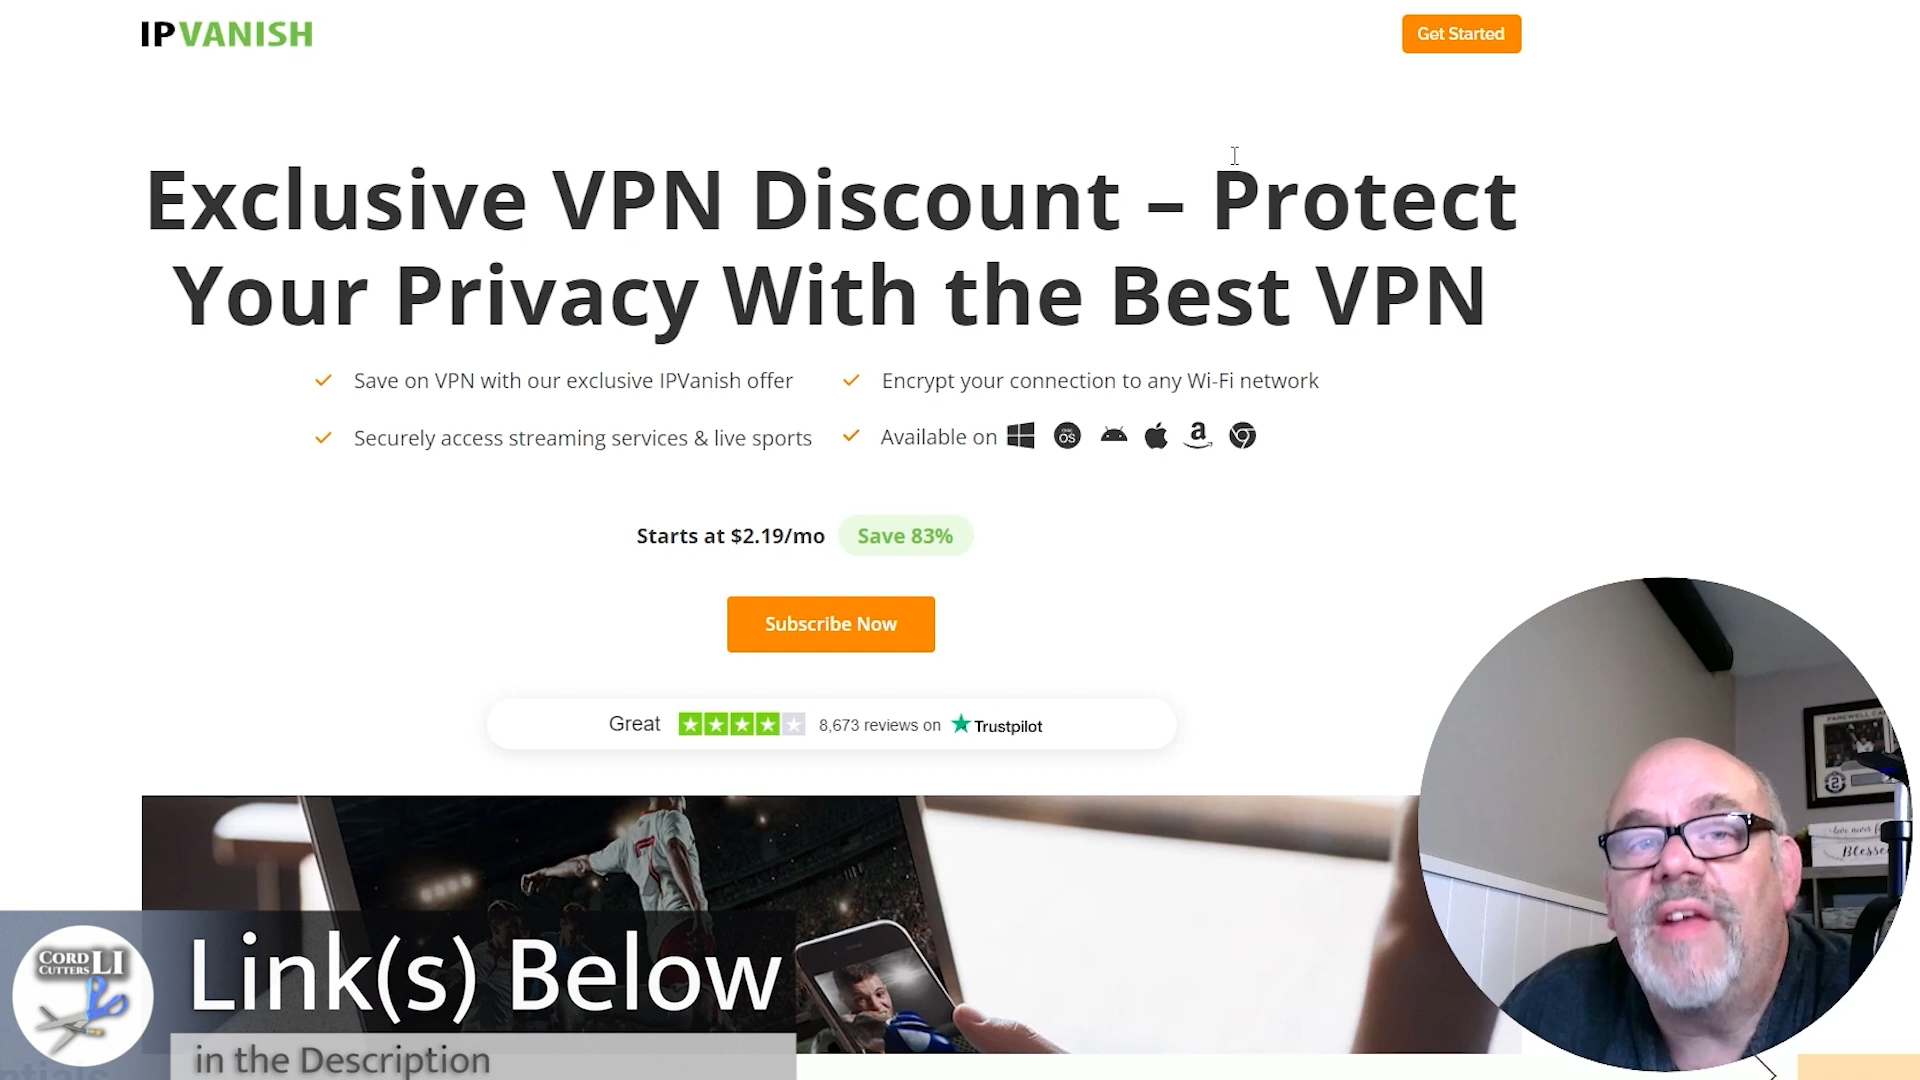 IPVANISH
Get Started
Exclusive VPN Discount – Protect
Your Privacy With the Best VPN
Save on VPN with our exclusive IPVanish offer
Encrypt your connection to any Wi-Fi network
Securely access streaming services & live sports
Available on
Starts at $2.19/mo
Save 83%
Subscribe Now
Great
8,673 reviews on
Trustpilot
CORD
CUTTERS LI
Link(s) Below
in the Description